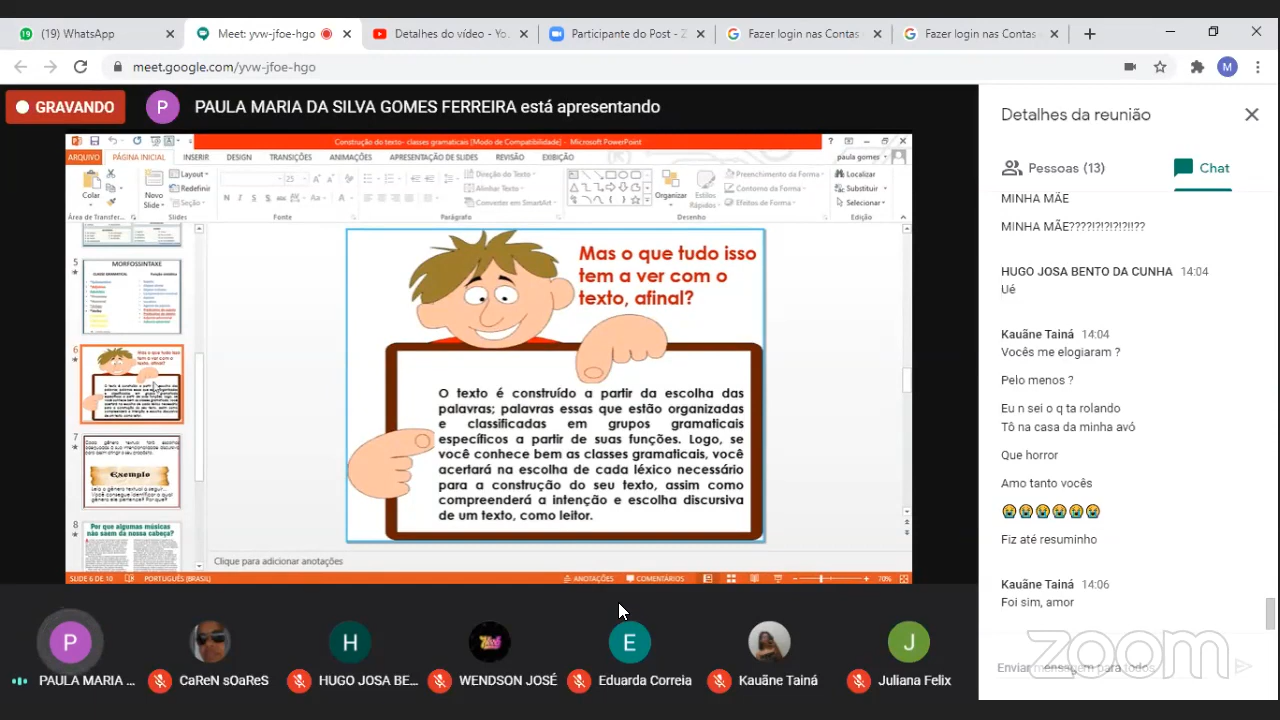 (19) WhatsApp
Meet: yvw-jfoe-hgo
Detalhes do vídeo - Yo
Participante do Post - Z
Fazer login nas Contas
Fazer login nas Contas
meet.google.com/yvw-jfoe-hgo
M
GRAVANDO
P
PAULA MARIA DA SILVA GOMES FERREIRA está apresentando
Construção do texto- classes gramaticais [Modo de Compatibilidade] - Microsoft PowerPoint
ARQUIVO PÁGINA INICIAL INSERIR DESIGN TRANSIÇÕES ANIMAÇÕES APRESENTAÇÃO DE SLIDES REVISÃO EXIBIÇÃO
paula gomes
Colar
Novo
Slide
Layout
Redefinir
Seção
25
Direção do Texto
Alinhar Texto
Converter em SmartArt
Organizar
Estilos
Rápidos
Preenchimento da Forma
Contorno da Forma
Efeitos de Forma
Localizar
Substituir
Selecionar
Área de Transfer...
Slides
Fonte
Parágrafo
Desenho
Edição
5
MORFOSSINTAXE
6
7
Exemplo
8
Por que algumas músicas
não saem da nossa cabeça?
Mas o que tudo isso
tem a ver com o
texto, afinal?
O texto é construído a partir da escolha das
palavras; palavras essas que estão organizadas
e classificadas em grupos gramaticais
específicos a partir de suas funções. Logo, se
você conhece bem as classes gramaticais, você
acertará na escolha de cada léxico necessário
para a construção do seu texto, assim como
compreenderá a intenção e escolha discursiva
de um texto, como leitor.
Clique para adicionar anotações
SLIDE 6 DE 10
PORTUGUÊS (BRASIL)
ANOTAÇÕES
COMENTÁRIOS
70%
P
H
E
J
PAULA MARIA ...
CaReN sOaReS
HUGO JOSA BE...
WENDSON JOSÉ
Eduarda Correia
Kauãne Tainá
Juliana Felix
Detalhes da reunião
Pessoas (13)
Chat
MINHA MÃE
MINHA MÃE????!?!?!?!?!!??
HUGO JOSA BENTO DA CUNHA 14:04
Ué
Kauãne Tainá 14:04
Vocês me elogiaram ?
Pelo menos ?
Eu n sei o q ta rolando
Tô na casa da minha avó
Que horror
Amo tanto vocês
😭😭😭😭😭😭
Fiz até resuminho
Kauãne Tainá 14:06
Foi sim, amor
Enviar mensagem para todos
zoom